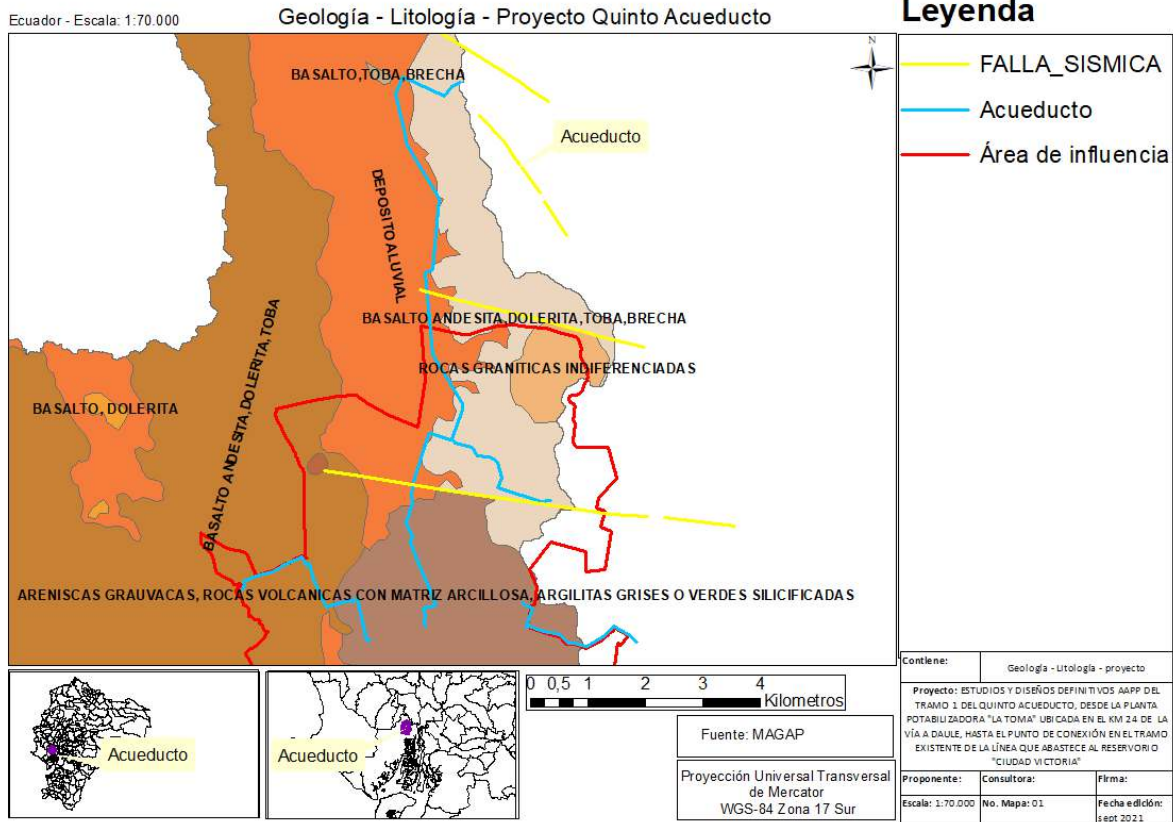 Ecuador - Escala: 1:70.000
Geología - Litología - Proyecto Quinto Acueducto
Leyenda
FALLA_SISMICA
Acueducto
Área de influencia
N
BASALTO,TOBA,BRECHA
Acueducto
DEPOSITO ALUVIAL
BASALTO ANDESITA,DOLERITA,TOBA,BRECHA
ROCAS GRANITICAS INDIFERENCIADAS
BASALTO, DOLERITA
BASALTO ANDESITA,DOLERITA,TOBA
ARENISCAS GRAUVACAS, ROCAS VOLCANICAS CON MATRIZ ARCILLOSA, ARGILITAS GRISES O VERDES SILICIFICADAS
Acueducto
Acueducto
0 0,5 1 2 3 4
Kilometros
Fuente: MAGAP
Proyección Universal Transversal
de Mercator
WGS-84 Zona 17 Sur
Contiene:
Geología - Litología - proyecto
Proyecto: ESTUDIOS Y DISEÑOS DEFINITIVOS AAPP DEL
TRAMO 1 DEL QUINTO ACUEDUCTO, DESDE LA PLANTA
POTABILIZADORA "LA TOMA" UBICADA EN EL KM 24 DE LA
VÍA A DAULE, HASTA EL PUNTO DE CONEXIÓN EN EL TRAMO
EXISTENTE DE LA LÍNEA QUE ABASTECE AL RESERVORIO
"CIUDAD VICTORIA"
Proponente:
Consultora:
Firma:
Escala: 1:70.000
No. Mapa: 01
Fecha edición:
sept 2021